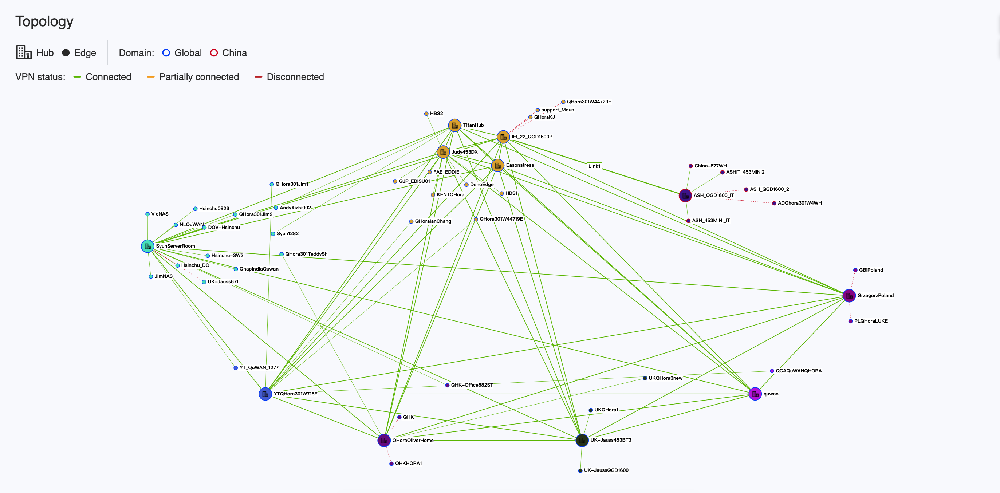 Topology
Hub Edge Domain: Global China
VPN status: Connected Partially connected Disconnected
QHora301W44729E
support_Moun
HBS2
QHoraKJ
TitanHub
IEI_22_QGD1600P
Judy453DX
Easonstress
Link1
China-877WH
FAE_EDDIE
ASHIT_453MINI2
QJP_EBISU01
QHora301Jim1
DenoEdge
ASH_QGD1600_2
HBS1
KENTQHora
ASH_QGD1600_IT
ADQhora301W4WH
AndyXizhi002
Hsinchu0926
VicNAS
QHora301Jim2
QHora301W44719E
ASH_453MINI_IT
QHoraIanChang
NLQuWAN
DQV-Hsinchu
Syun1282
SyunServerRoom
QHora301TeddySh
Hsinchu-SW2
Hsinchu_DC
QnapindiaQuwan
GBiPoland
JimNAS
UK-Jauss671
GrzegorzPoland
PLQHoraLUKE
YT_QuWAN_1277
QCAQuWANQHORA
UKQHora3new
QHK-Office882ST
YTQHora301W715E
quwan
UKQHora1
QHK
QHoraOliverHome
UK-Jauss453BT3
QHKHORA1
UK-JaussQGD1600